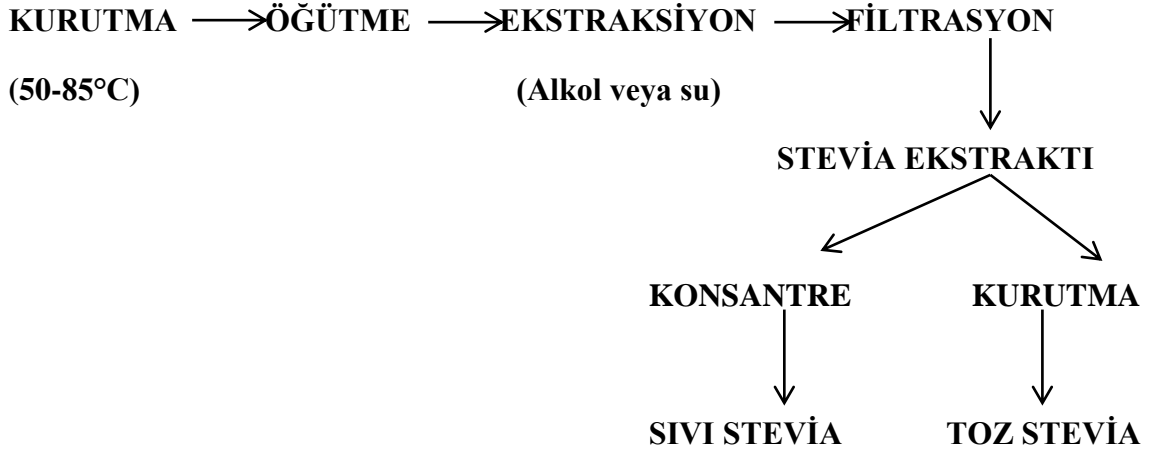 KURUTMA ÖĞÜTME EKSTRAKSİYON FİLTRASYON
(50-85°C) (Alkol veya su)
STEVİA EKSTRAKTI
KONSANTRE KURUTMA
SIVI STEVİA TOZ STEVİA